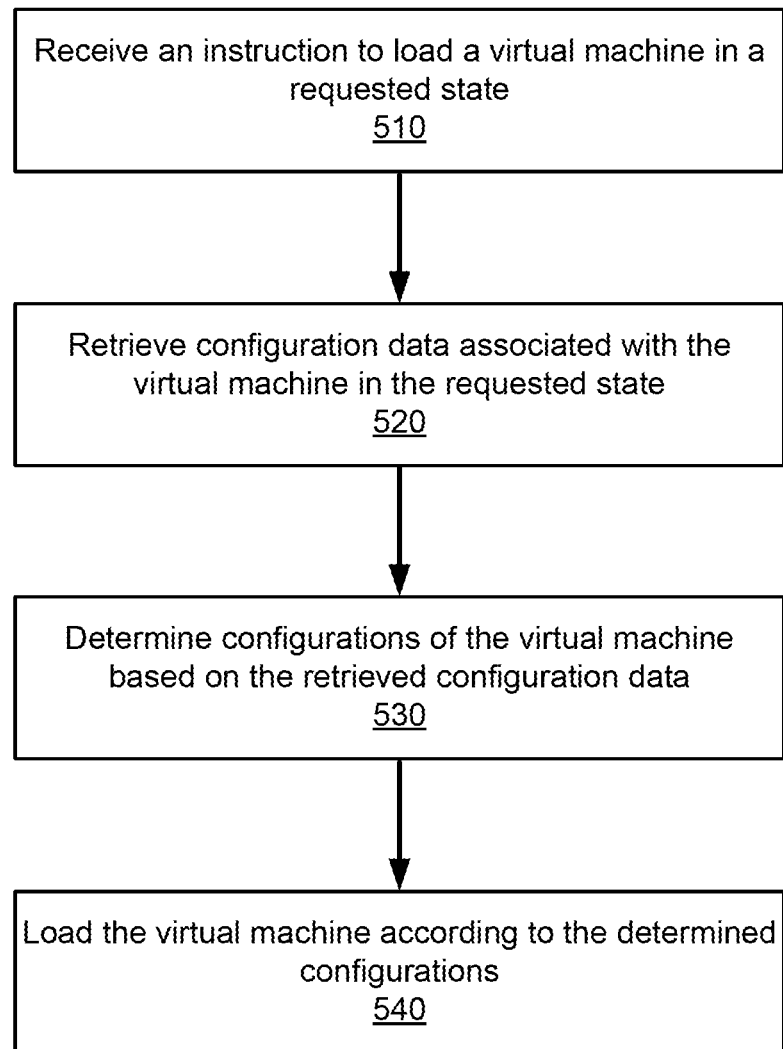 Receive an instruction to load a virtual machine in a
requested state
510
Retrieve configuration data associated with the
virtual machine in the requested state
520
Determine configurations of the virtual machine
based on the retrieved configuration data
530
Load the virtual machine according to the determined
configurations
540